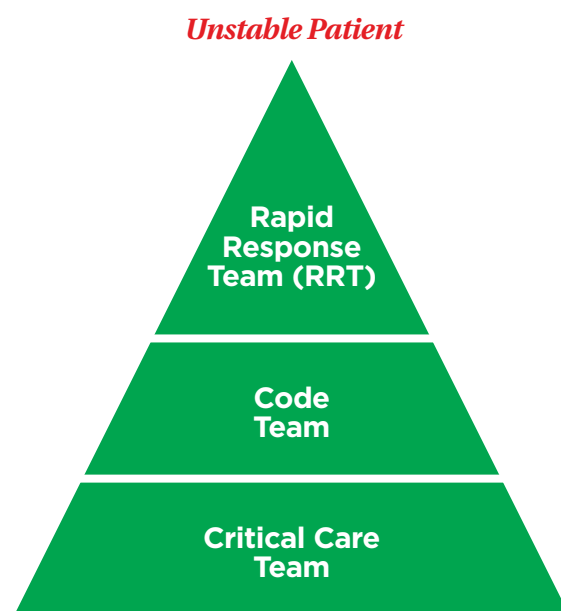 Unstable Patient
Rapid
Response
Team (RRT)
Code
Team
Critical Care
Team